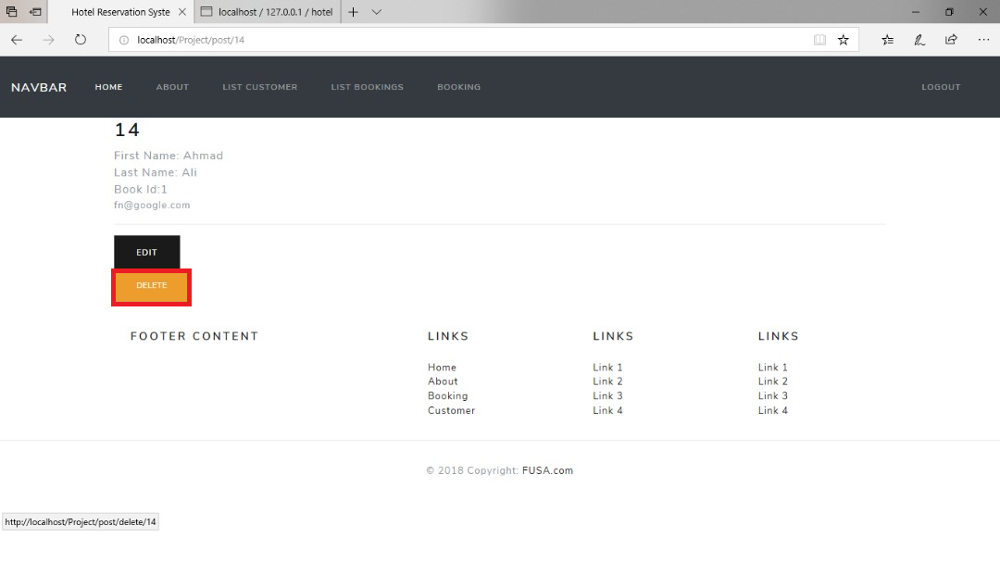 Hotel Reservation Syste
localhost / 127.0.0.1 / hotel
localhost/Project/post/14
NAVBAR HOME ABOUT LIST CUSTOMER LIST BOOKINGS BOOKING LOGOUT
14
First Name: Ahmad
Last Name: Ali
Book Id:1
fn@google.com
EDIT
DELETE
FOOTER CONTENT
LINKS
Home
About
Booking
Customer
LINKS
Link 1
Link 2
Link 3
Link 4
LINKS
Link 1
Link 2
Link 3
Link 4
© 2018 Copyright: FUSA.com
http://localhost/Project/post/delete/14